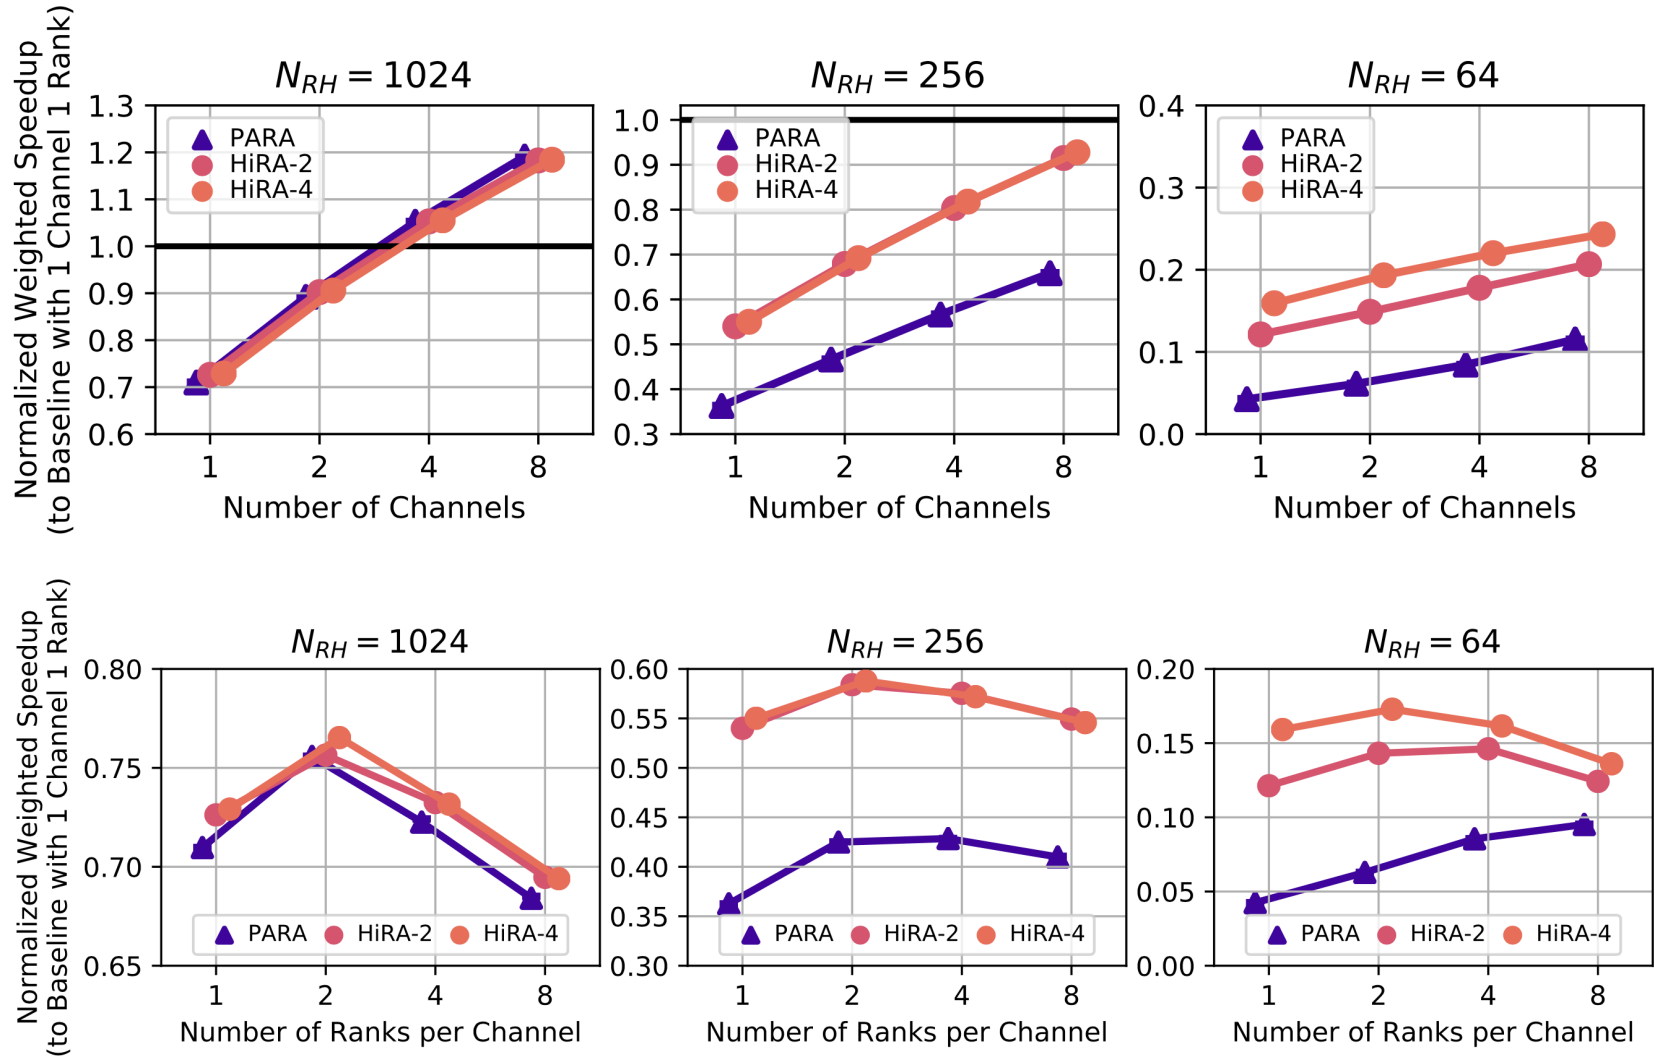 Normalized Weighted Speedup
(to Baseline with 1 Channel 1 Rank)
N_RH = 1024
1.3
1.2
1.1
1.0
0.9
0.8
0.7
0.6
PARA
HiRA-2
HiRA-4
1 2 4 8
Number of Channels
N_RH = 256
1.0
0.9
0.8
0.7
0.6
0.5
0.4
0.3
PARA
HiRA-2
HiRA-4
1 2 4 8
Number of Channels
N_RH = 64
0.4
0.3
0.2
0.1
0.0
PARA
HiRA-2
HiRA-4
1 2 4 8
Number of Channels
Normalized Weighted Speedup
(to Baseline with 1 Channel 1 Rank)
N_RH = 1024
0.80
0.75
0.70
0.65
PARA HiRA-2 HiRA-4
1 2 4 8
Number of Ranks per Channel
N_RH = 256
0.60
0.55
0.50
0.45
0.40
0.35
0.30
PARA HiRA-2 HiRA-4
1 2 4 8
Number of Ranks per Channel
N_RH = 64
0.20
0.15
0.10
0.05
0.00
PARA HiRA-2 HiRA-4
1 2 4 8
Number of Ranks per Channel